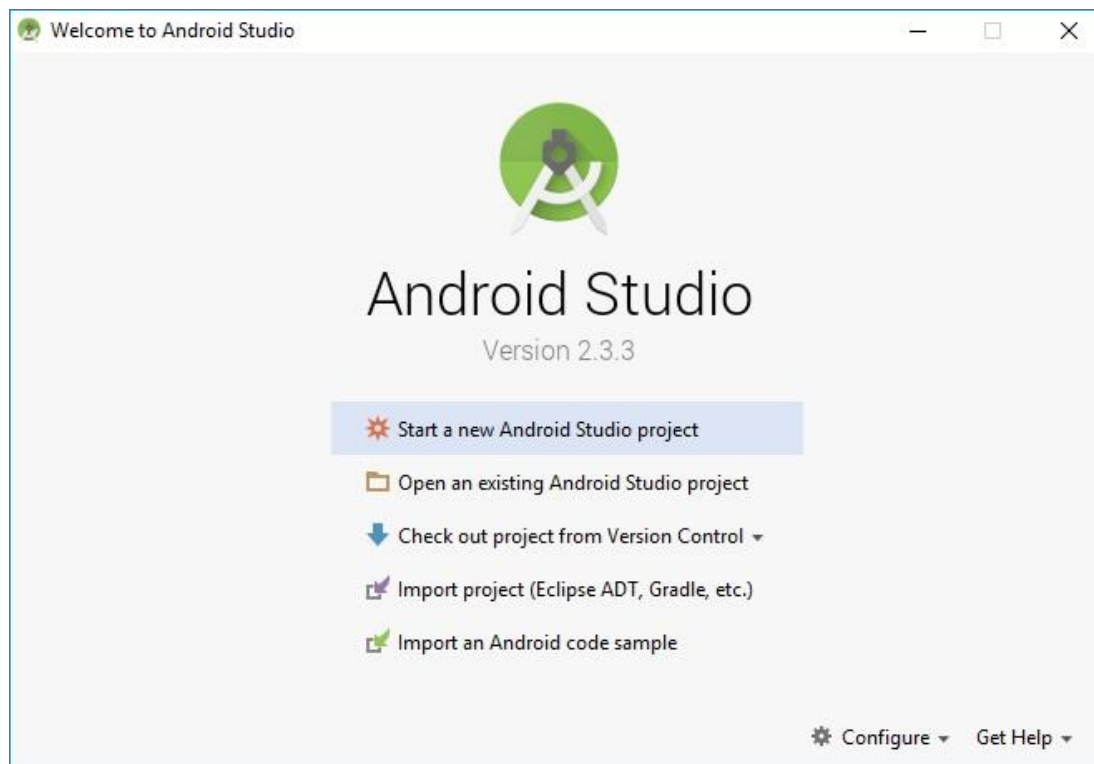 Welcome to Android Studio
Android Studio
Version 2.3.3
Start a new Android Studio project
Open an existing Android Studio project
Check out project from Version Control
Import project (Eclipse ADT, Gradle, etc.)
Import an Android code sample
Configure Get Help